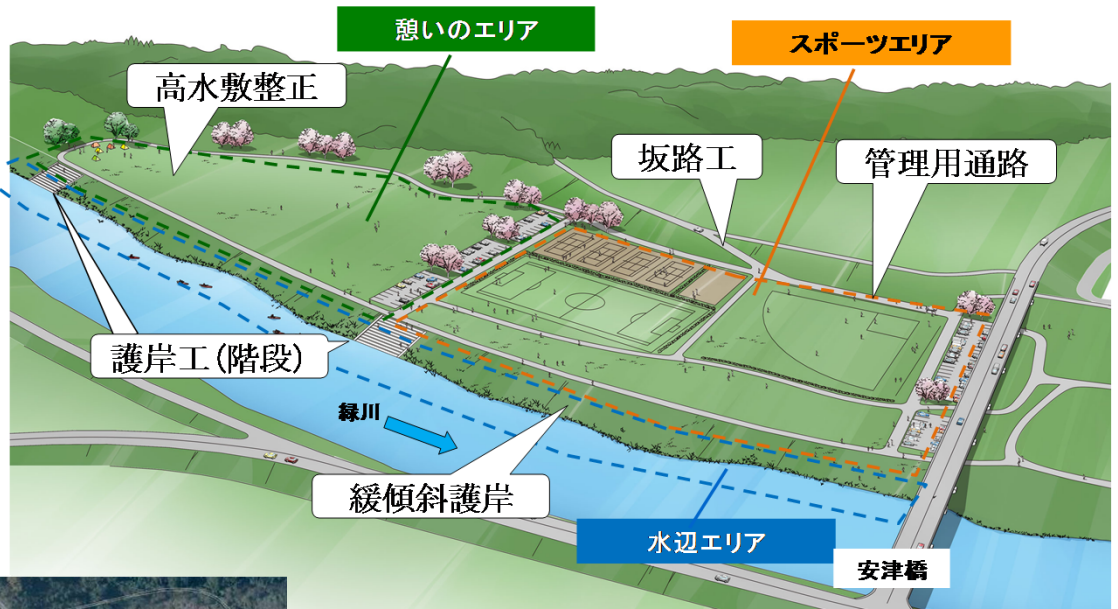 憩いのエリア
スポーツエリア
高水敷整正
坂路工
管理用通路
護岸工(階段)
緑川
緩傾斜護岸
水辺エリア
安津橋